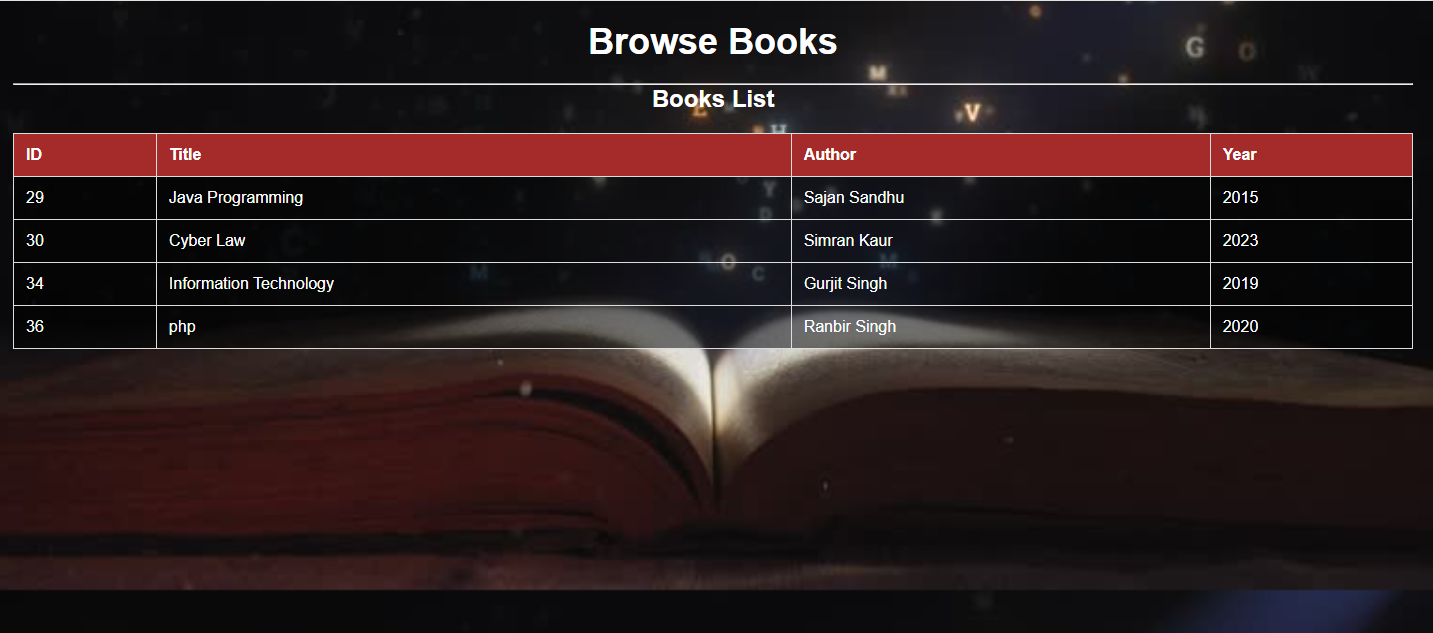 Browse Books
Books List
ID Title Author Year
29 Java Programming Sajan Sandhu 2015
30 Cyber Law Simran Kaur 2023
34 Information Technology Gurjit Singh 2019
36 php Ranbir Singh 2020